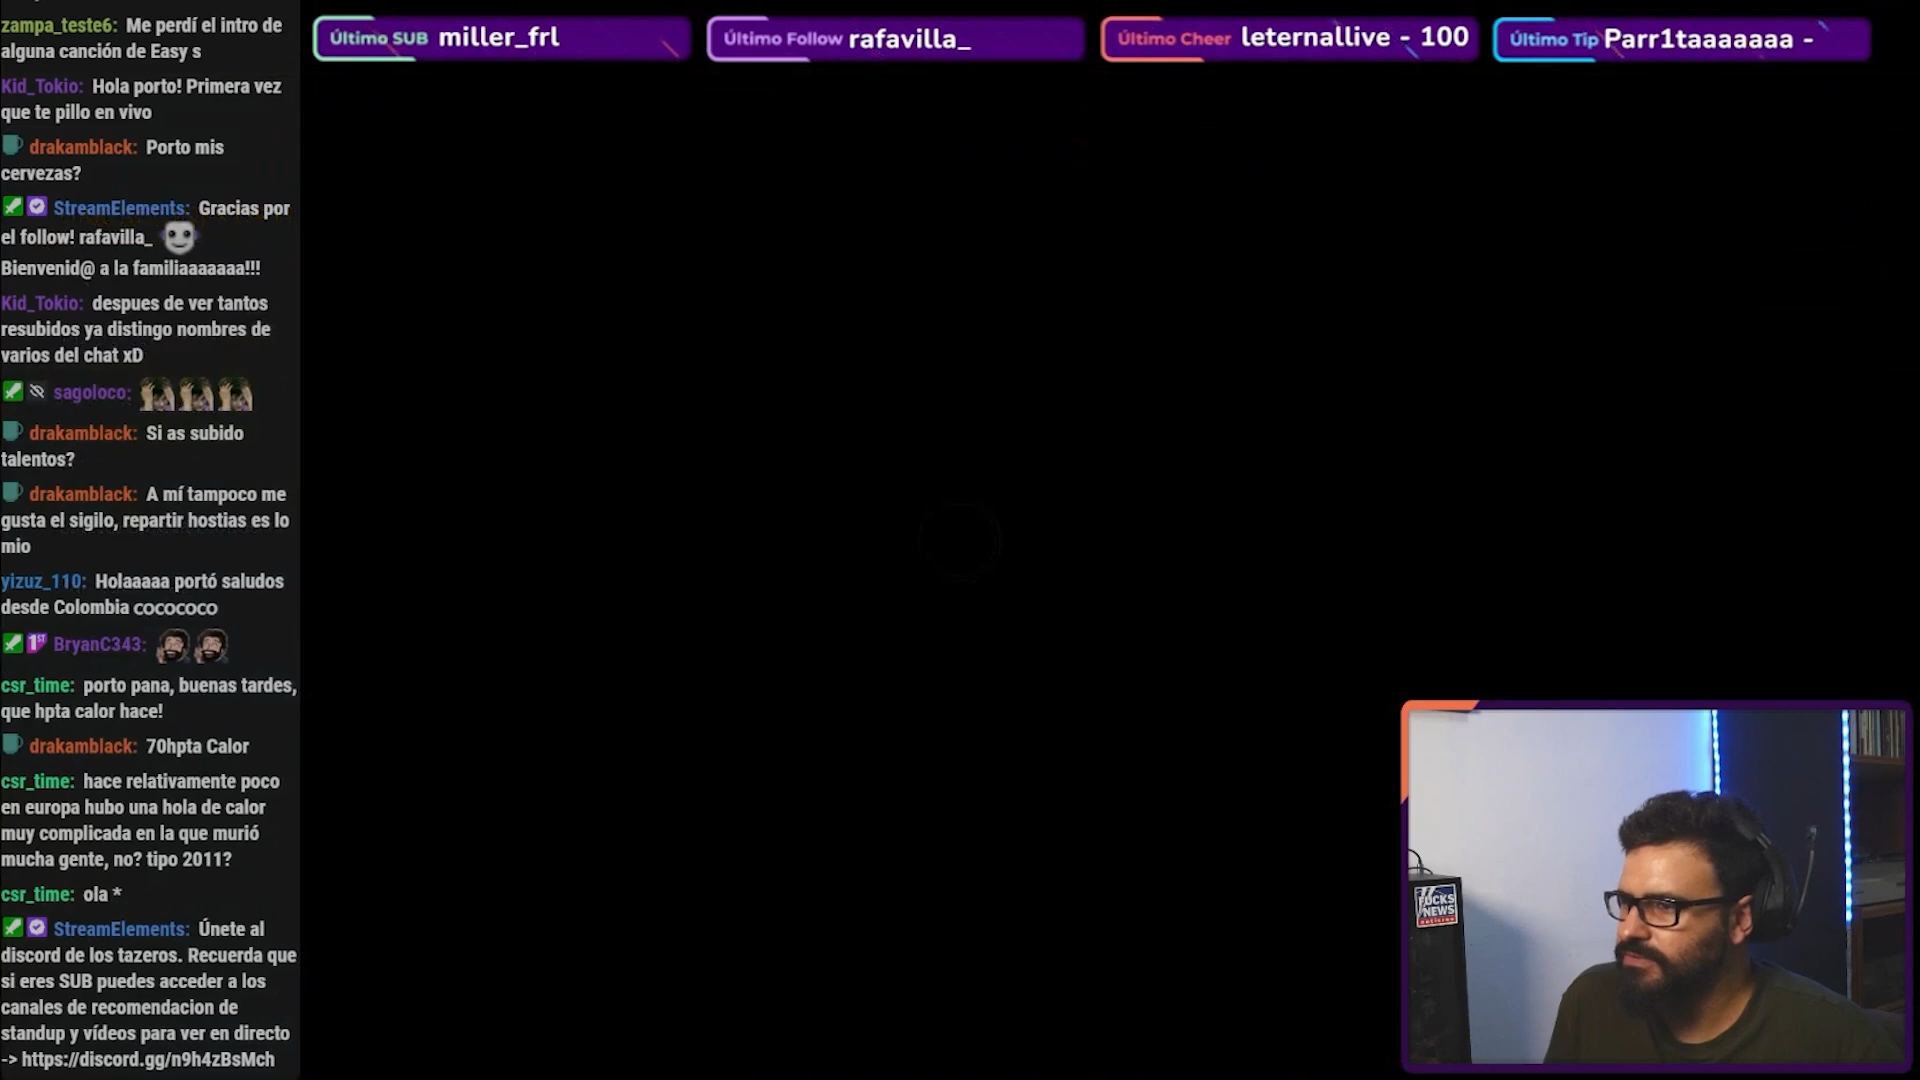 zampa_teste6: Me perdí el intro de
alguna canción de Easy s
Kid_Tokio: Hola porto! Primera vez
que te pillo en vivo
drakamblack: Porto mis
cervezas?
StreamElements: Gracias por
el follow! rafavilla_
Bienvenid@ a la familiaaaaaaa!!!
Kid_Tokio: despues de ver tantos
resubidos ya distingo nombres de
varios del chat xD
sagoloco:
drakamblack: Si as subido
talentos?
drakamblack: A mí tampoco me
gusta el sigilo, repartir hostias es lo
mio
yizuz_110: Holaaaaa portó saludos
desde Colombia cocococo
1ST BryanC343:
csr_time: porto pana, buenas tardes,
que hpta calor hace!
drakamblack: 70hpta Calor
csr_time: hace relativamente poco
en europa hubo una hola de calor
muy complicada en la que murió
mucha gente, no? tipo 2011?
csr_time: ola *
StreamElements: Únete al
discord de los tazeros. Recuerda que
si eres SUB puedes acceder a los
canales de recomendacion de
standup y vídeos para ver en directo
-> https://discord.gg/n9h4zBsMch
Último SUB miller_frl
Último Follow rafavilla_
Último Cheer leternallive - 100
Último Tip Parr1taaaaaaa -
FUCKS
NEWS
noticias